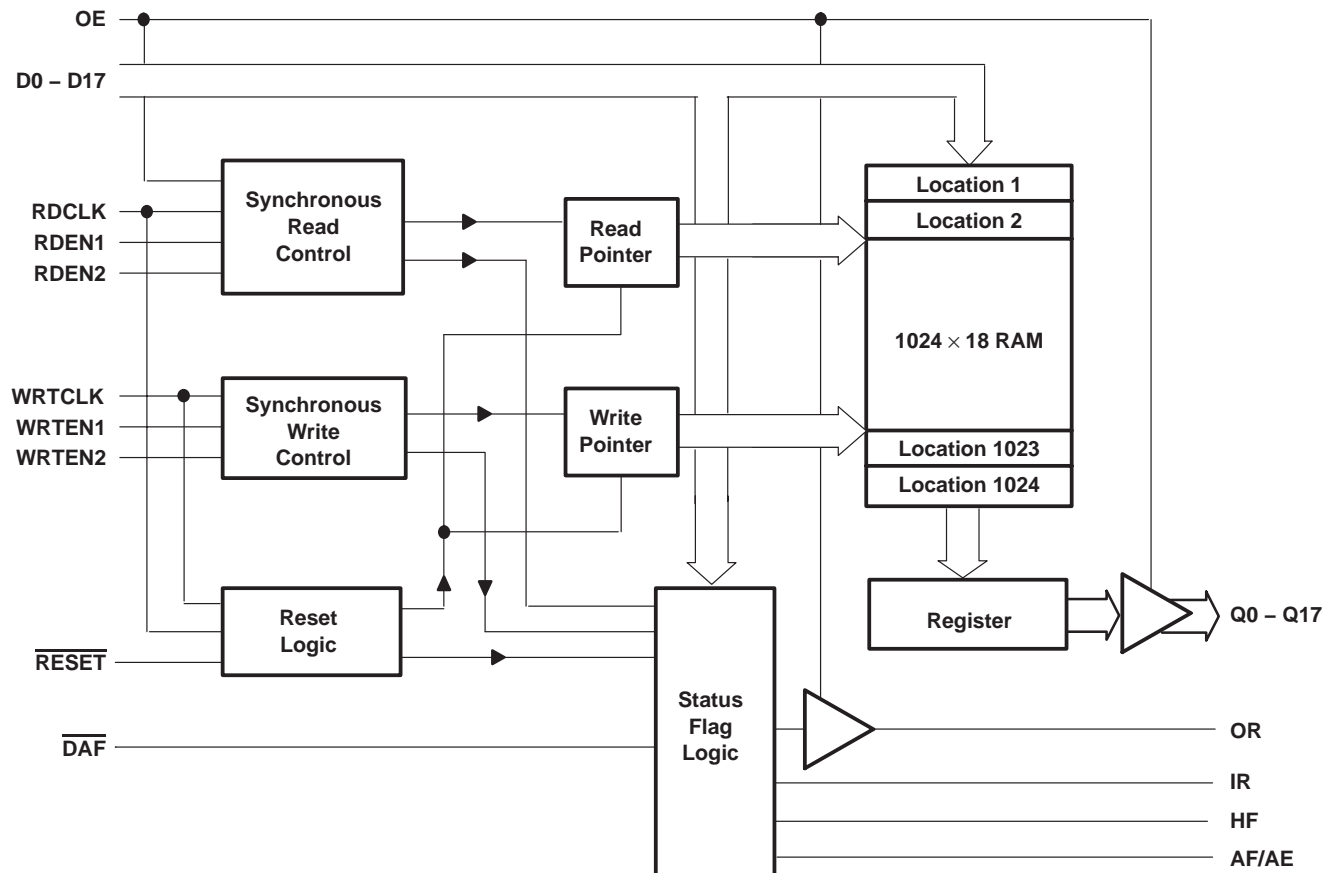 OE
D0 – D17
RDCLK
RDEN1
RDEN2
Synchronous
Read
Control
Read
Pointer
Location 1
Location 2
1024 × 18 RAM
Location 1023
Location 1024
WRTCLK
WRTEN1
WRTEN2
Synchronous
Write
Control
Write
Pointer
RESET
Reset
Logic
DAF
Status
Flag
Logic
Register
Q0 – Q17
OR
IR
HF
AF/AE